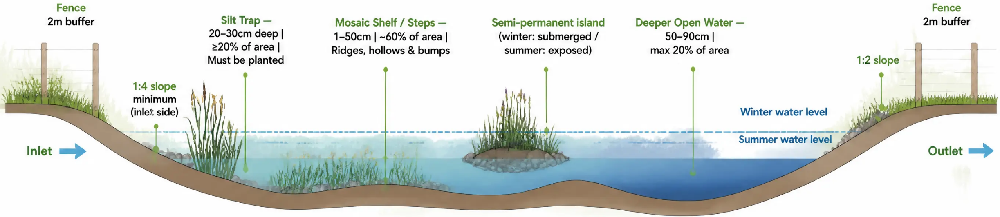 Fence
2m buffer
Silt Trap —
20–30cm deep |
≥20% of area |
Must be planted
Mosaic Shelf / Steps —
1–50cm | ~60% of area |
Ridges, hollows & bumps
Semi-permanent island
(winter: submerged /
summer: exposed)
Deeper Open Water —
50–90cm |
max 20% of area
Fence
2m buffer
1:2 slope
1:4 slope
minimum
(inlet side)
Winter water level
Summer water level
Inlet
Outlet